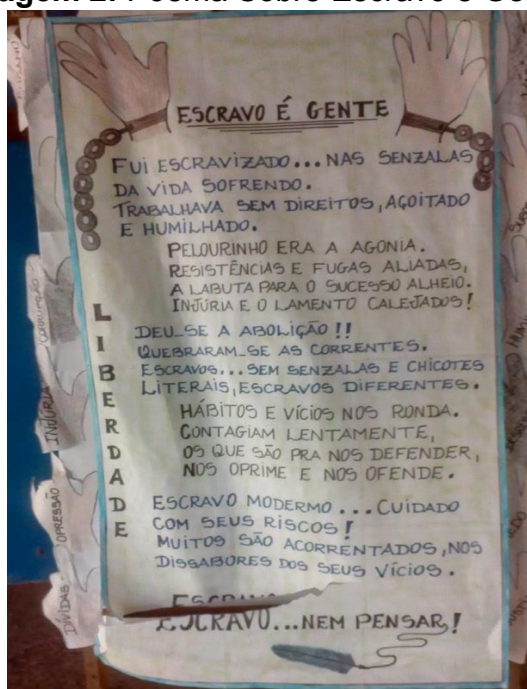 ESCRAVO É GENTE
FUI ESCRAVIZADO...NAS SENZALAS
DA VIDA SOFRENDO.
TRABALHAVA SEM DIREITOS, AÇOITADO
E HUMILHADO.
PELOURINHO ERA A AGONIA.
RESISTÊNCIAS E FUGAS ALIADAS,
A LABUTA PARA O SUCESSO ALHEIO.
INJÚRIA E O LAMENTO CALEJADOS!
DEU-SE A ABOLIÇÃO!!
QUEBRARAM-SE AS CORRENTES.
ESCRAVOS...SEM SENZALAS E CHICOTES
LITERAIS, ESCRAVOS DIFERENTES.
HÁBITOS E VÍCIOS NOS RONDA.
CONTAGIAM LENTAMENTE,
OS QUE SÃO PRA NOS DEFENDER,
NOS OPRIME E NOS OFENDE.
ESCRAVO MODERMO...CUIDADO
COM SEUS RISCOS!
MUITOS SÃO ACORRENTADOS, NOS
DISSABORES DOS SEUS VÍCIOS.
ESCRAVO...NEM PENSAR!
LIBERDADE
CORRUPÇÃO
INJÚRIA
OPRESSÃO
DÍVIDAS